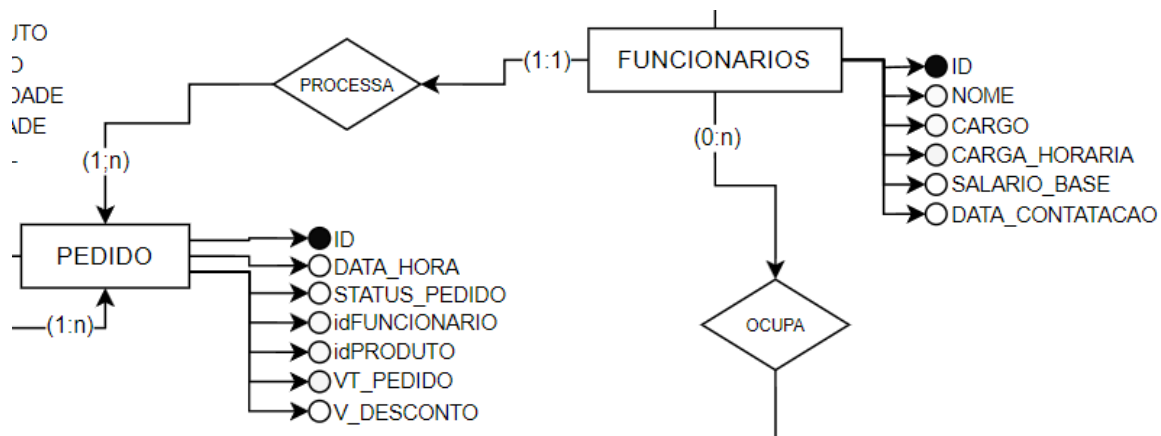 FUNCIONARIOS
ID
NOME
CARGO
CARGA_HORARIA
SALARIO_BASE
DATA_CONTATACAO
(1:1)
PROCESSA
(1;n)
(0:n)
PEDIDO
ID
DATA_HORA
STATUS_PEDIDO
idFUNCIONARIO
idPRODUTO
VT_PEDIDO
V_DESCONTO
(1:n)
OCUPA